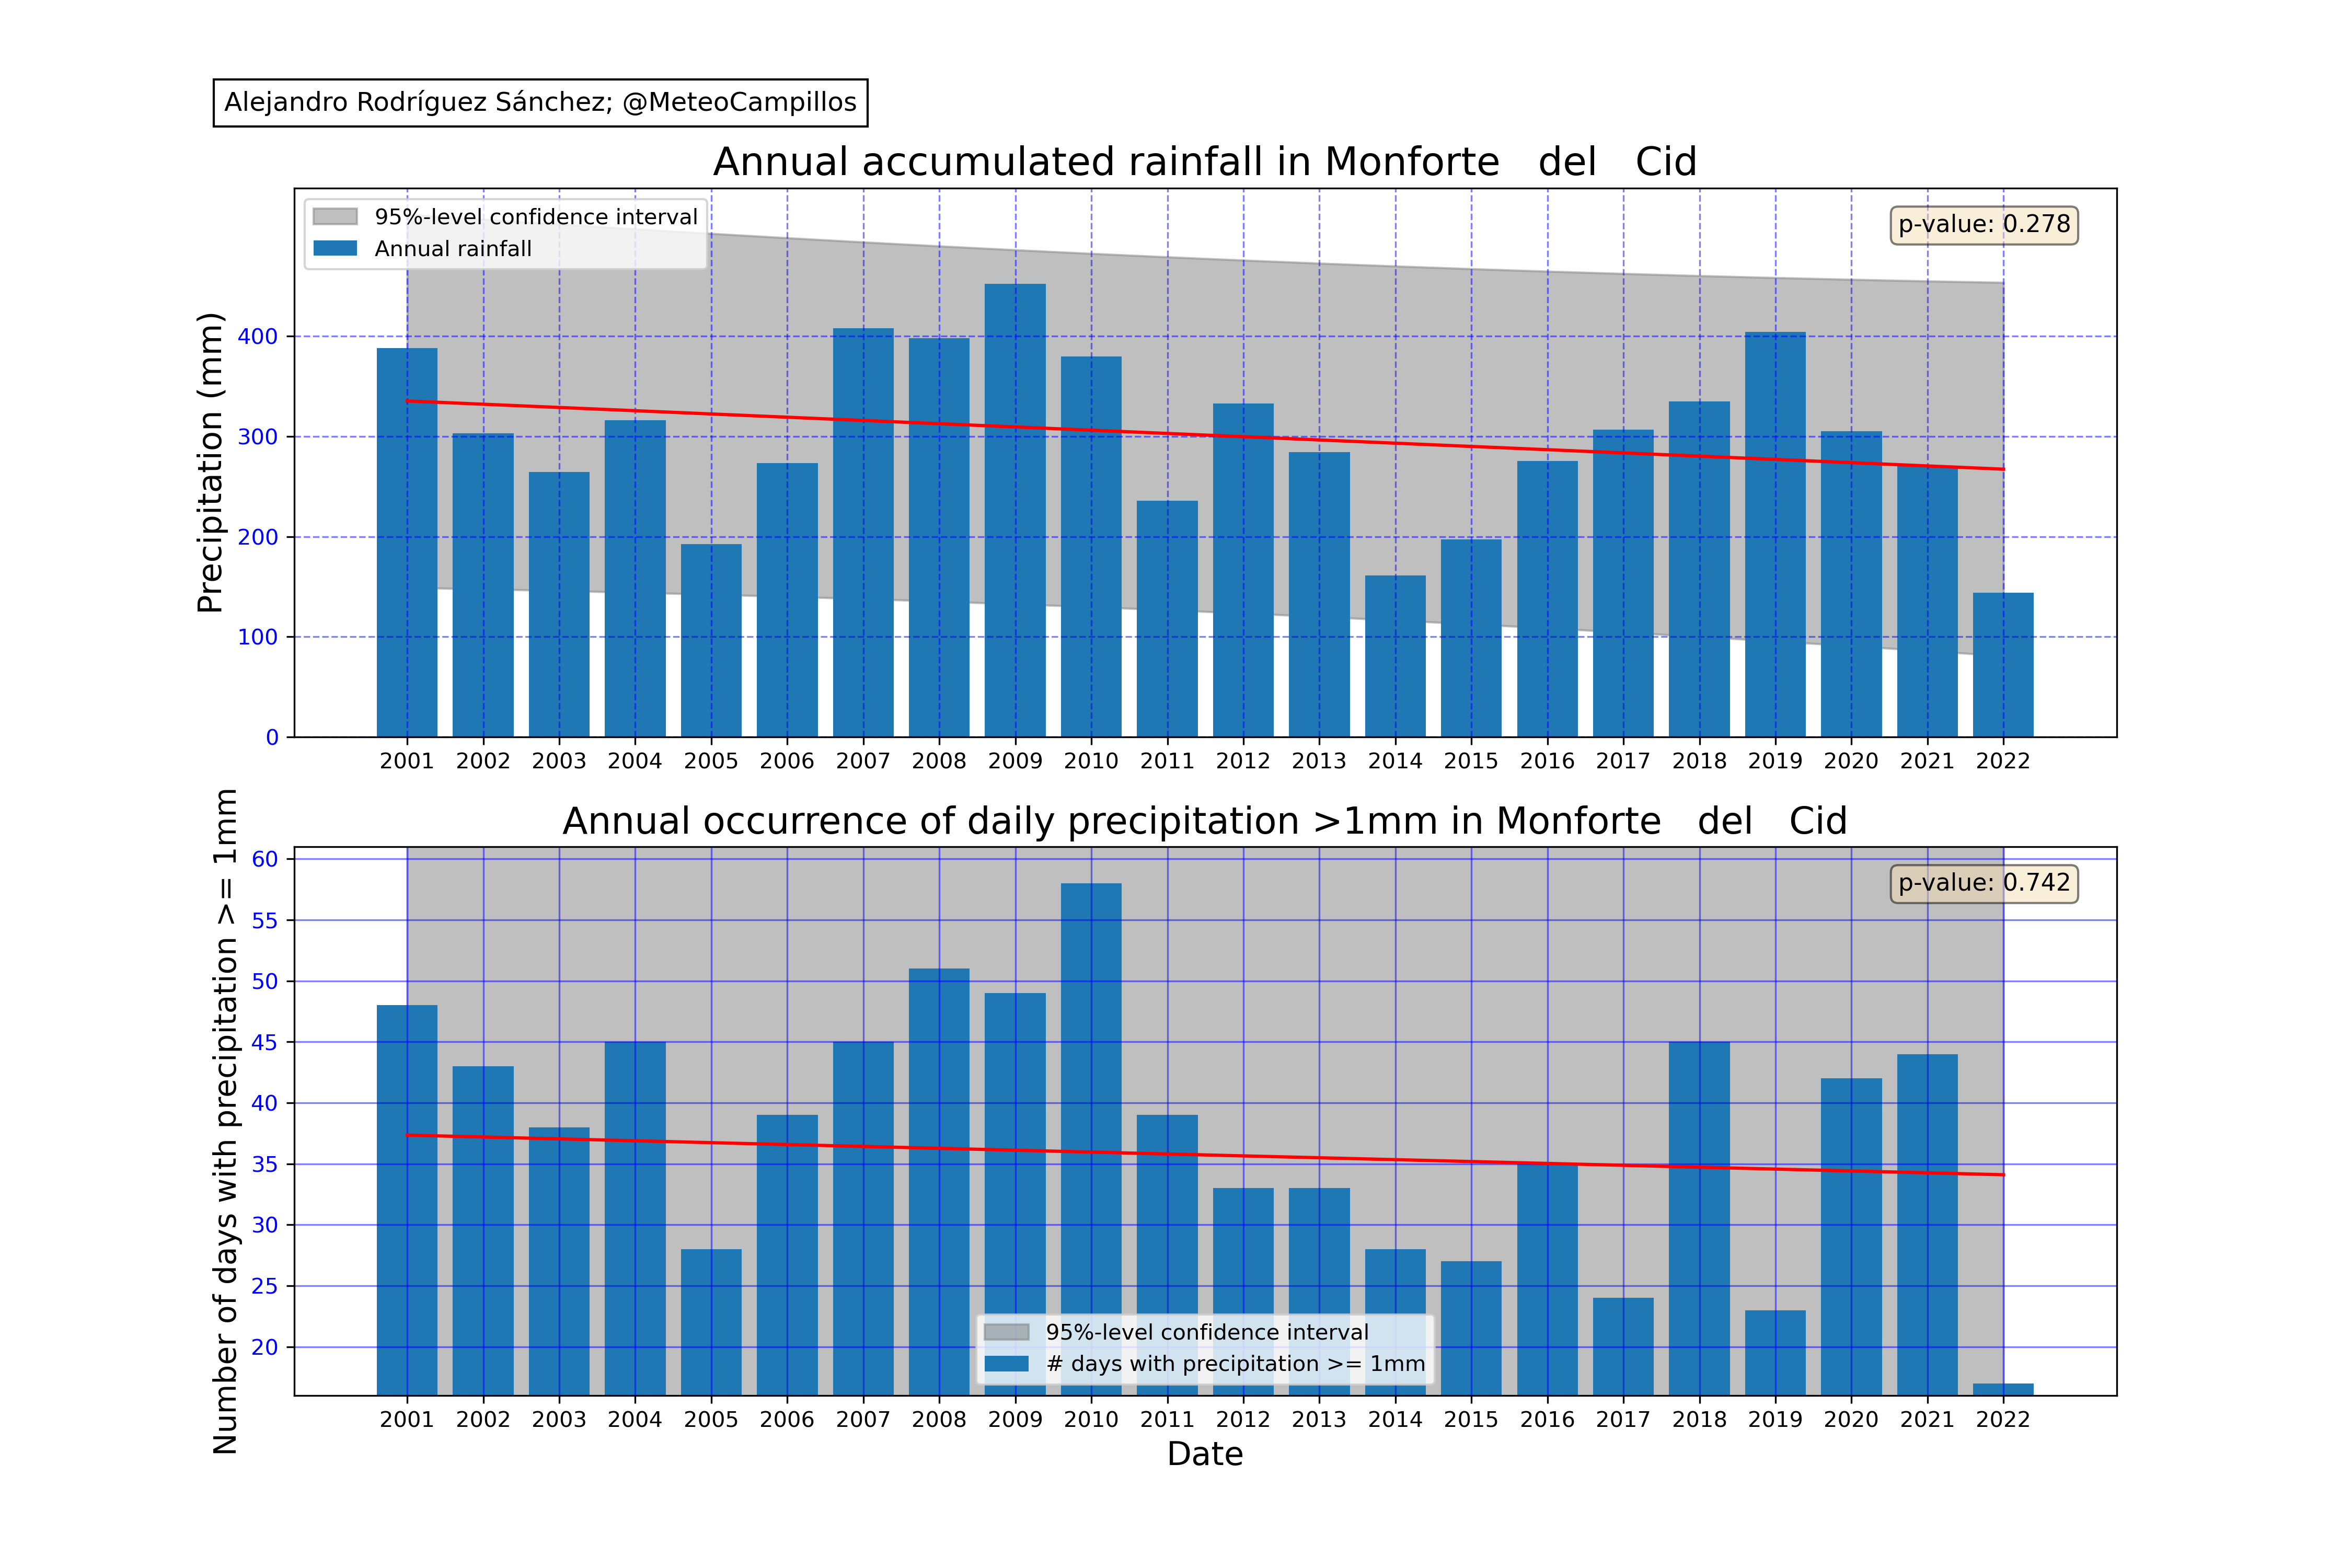 Alejandro Rodríguez Sánchez; @MeteoCampillos
Annual accumulated rainfall in Monforte   del   Cid
95%-level confidence interval
Annual rainfall
p-value: 0.278
Precipitation (mm)
400
300
200
100
0
2001 2002 2003 2004 2005 2006 2007 2008 2009 2010 2011 2012 2013 2014 2015 2016 2017 2018 2019 2020 2021 2022
Annual occurrence of daily precipitation >1mm in Monforte   del   Cid
p-value: 0.742
Number of days with precipitation >= 1mm
60
55
50
45
40
35
30
25
20
95%-level confidence interval
# days with precipitation >= 1mm
2001 2002 2003 2004 2005 2006 2007 2008 2009 2010 2011 2012 2013 2014 2015 2016 2017 2018 2019 2020 2021 2022
Date